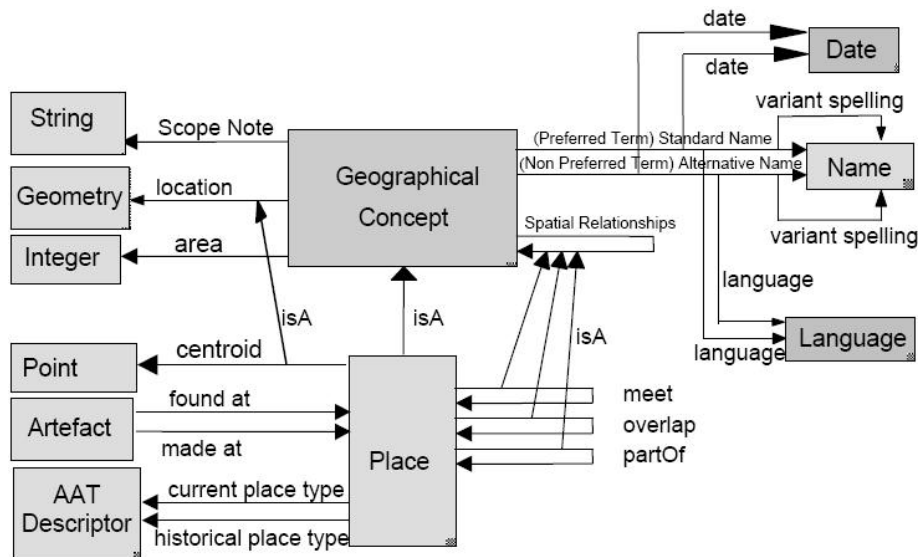 date
Date
date
variant spelling
String
Scope Note
(Preferred Term) Standard Name
(Non Preferred Term) Alternative Name
Name
Geometry
location
Geographical
Concept
Spatial Relationships
variant spelling
Integer
area
language
isA
isA
isA
Language
language
Point
centroid
meet
Artefact
found at
overlap
made at
Place
partOf
AAT
Descriptor
current place type
historical place type